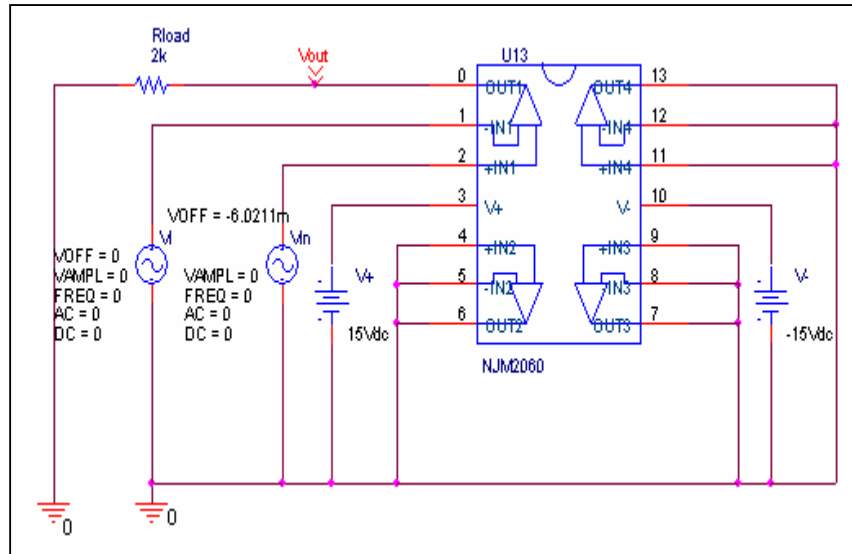 Rload
2k
Vout
U13
0 OUT1 OUT4 13
1 -IN1 -IN4 12
2 +IN1 +IN4 11
3 V+ V- 10
4 +IN2 +IN3 9
5 -IN2 -IN3 8
6 OUT2 OUT3 7
NJM2060
VOFF = -6.0211m
Vi
Vin
VOFF = 0
VAMPL = 0
FREQ = 0
AC = 0
DC = 0
VAMPL = 0
FREQ = 0
AC = 0
DC = 0
V+
15Vdc
V-
-15Vdc
0
0